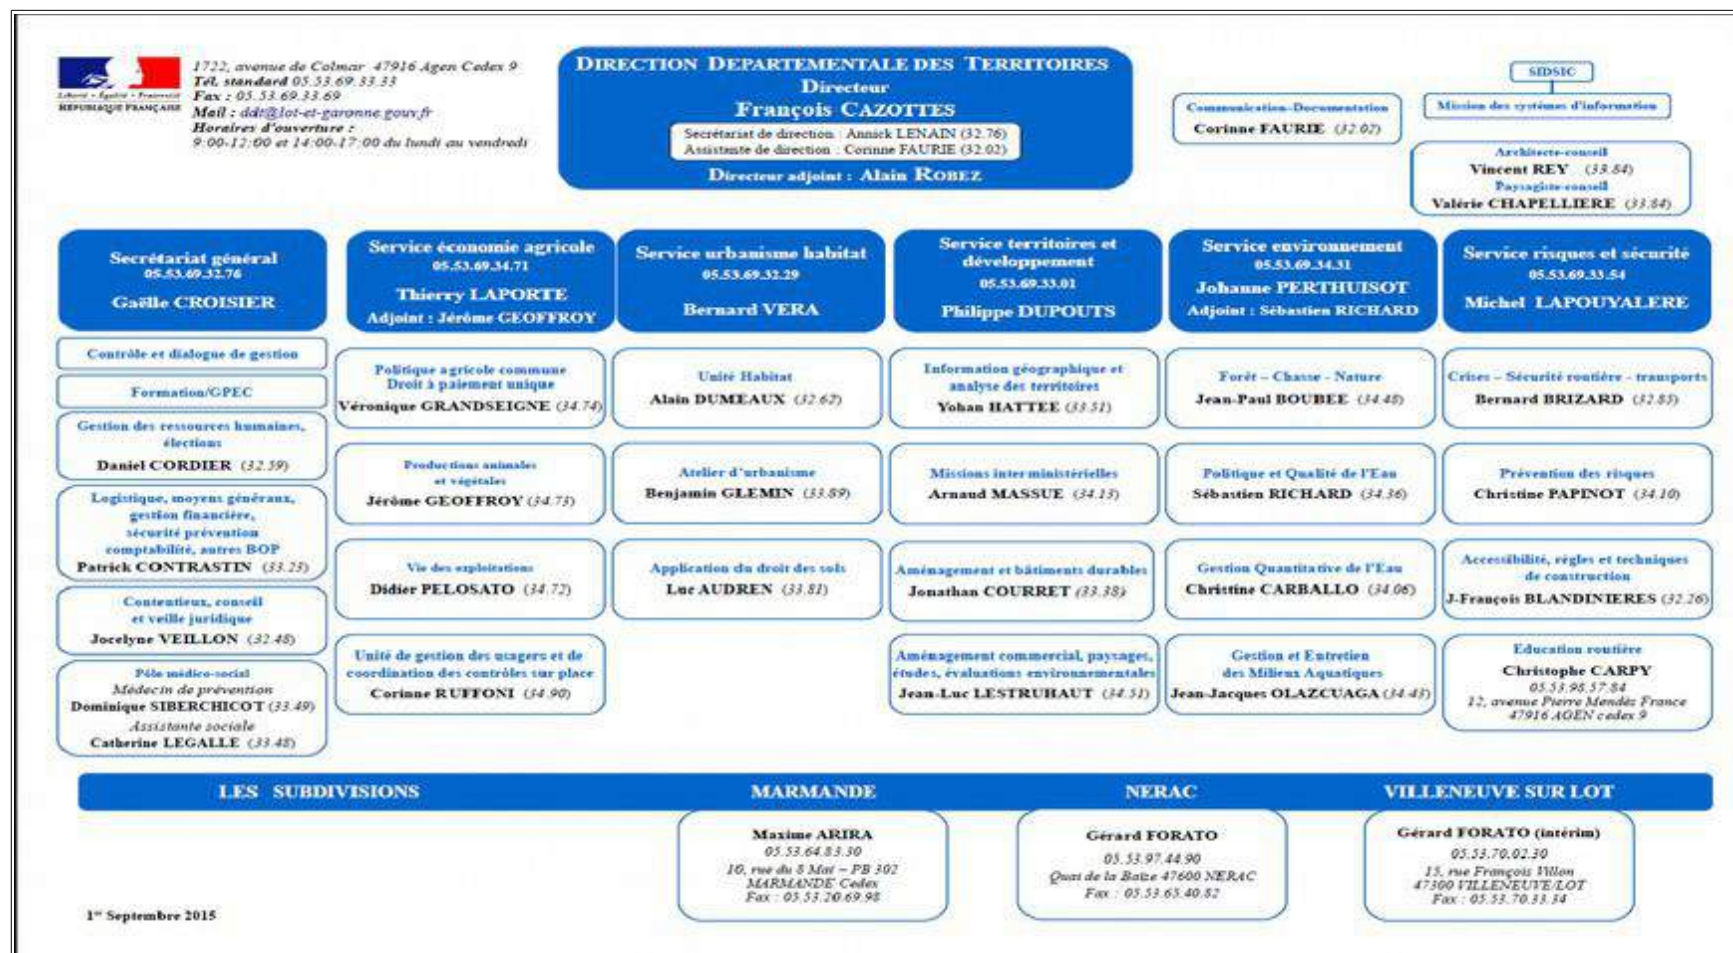 Liberté • Égalité • Fraternité
RÉPUBLIQUE FRANÇAISE
1722, avenue de Colmar 47916 Agen Cedex 9
Tél. standard 05.53.69.33.33
Fax : 05.53.69.33.69
Mail : ddt@lot-et-garonne.gouv.fr
Horaires d'ouverture :
9:00-12:00 et 14:00-17:00 du lundi au vendredi
DIRECTION DEPARTEMENTALE DES TERRITOIRES
Directeur
François CAZOTTES
Secrétariat de direction : Annick LENAIN (32.76)
Assistante de direction : Corinne FAURIE (32.02)
Directeur adjoint : Alain ROBEZ
Communication-Documentation
Corinne FAURIE (32.02)
SIDSIC
Mission des systèmes d'information
Architecte-conseil
Vincent REY (33.84)
Paysagiste-conseil
Valérie CHAPELLIERE (33.84)
Secrétariat général
05.53.69.32.76
Gaëlle CROISIER
Contrôle et dialogue de gestion
Formation/GPEC
Gestion des ressources humaines,
élections
Daniel CORDIER (32.59)
Logistique, moyens généraux,
gestion financière,
sécurité prévention
comptabilité, autres BOP
Patrick CONTRASTIN (33.23)
Contentieux, conseil
et veille juridique
Jocelyne VEILLON (32.48)
Pôle médico-social
Médecin de prévention
Dominique SIBERCHICOT (33.49)
Assistante sociale
Catherine LEGALLE (33.48)
Service économie agricole
05.53.69.34.71
Thierry LAPORTE
Adjoint : Jérôme GEOFFROY
Politique agricole commune
Droit à paiement unique
Véronique GRANDSEIGNE (34.74)
Productions animales
et végétales
Jérôme GEOFFROY (34.73)
Vie des exploitations
Didier PELOSATO (34.72)
Unité de gestion des usagers et de
coordination des contrôles sur place
Corinne RUFFONI (34.90)
Service urbanisme habitat
05.53.69.32.29
Bernard VERA
Unité Habitat
Alain DUMEAUX (32.62)
Atelier d'urbanisme
Benjamin GLEMIN (33.89)
Application du droit des sols
Luc AUDREN (33.81)
Service territoires et
développement
05.53.69.33.01
Philippe DUPOUTS
Information géographique et
analyse des territoires
Yohan HATTEE (33.51)
Missions interministérielles
Arnaud MASSUE (34.13)
Aménagement et bâtiments durables
Jonathan COURRET (33.38)
Aménagement commercial, paysages,
études, évaluations environnementales
Jean-Luc LESTRUHAUT (34.51)
Service environnement
05.53.69.34.31
Johanne PERTHUISOT
Adjoint : Sébastien RICHARD
Forêt – Chasse - Nature
Jean-Paul BOUBEE (34.48)
Politique et Qualité de l'Eau
Sébastien RICHARD (34.36)
Gestion Quantitative de l'Eau
Christine CARBALLO (34.06)
Gestion et Entretien
des Milieux Aquatiques
Jean-Jacques OLAZCUAGA (34.43)
Service risques et sécurité
05.53.69.33.54
Michel LAPOUYALERE
Crises – Sécurité routière - transports
Bernard BRIZARD (32.85)
Prévention des risques
Christine PAPINOT (34.10)
Accessibilité, règles et techniques
de construction
J-François BLANDINIERES (32.26)
Education routière
Christophe CARPY
05.53.98.57.84
12, avenue Pierre Mendès France
47916 AGEN cedex 9
LES SUBDIVISIONS
MARMANDE
NERAC
VILLENEUVE SUR LOT
Maxime ARIRA
05.53.64.83.30
10, rue du 8 Mai – PB 302
MARMANDE Cedex
Fax : 05.53.20.69.98
Gérard FORATO
05.53.97.44.90
Quai de la Baïze 47600 NERAC
Fax : 05.53.65.40.82
Gérard FORATO (intérim)
05.53.70.02.30
15, rue François Villon
47300 VILLENEUVE/LOT
Fax : 05.53.70.33.34
1er Septembre 2015